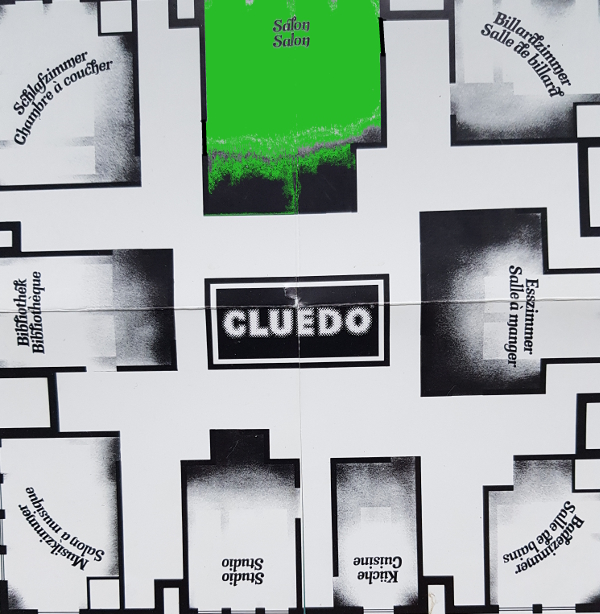 Salon
Salon
Schlafzimmer
Chambre à coucher
Billardzimmer
Salle de billard
Bibliothek
Bibliothèque
CLUEDO
Esszimmer
Salle à manger
Musikzimmer
Salon a musique
Studio
Studio
Küche
Cuisine
Badezimmer
Salle de bains